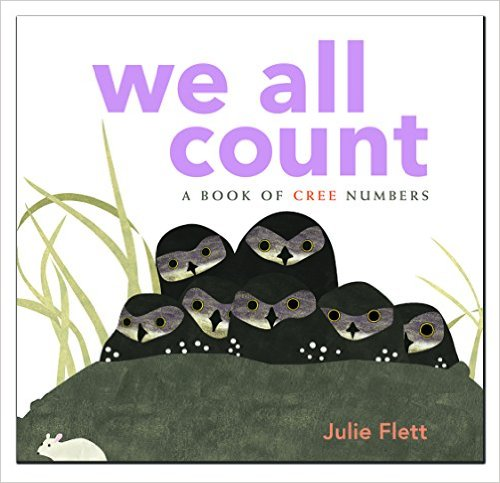 we all
count
A BOOK OF CREE NUMBERS
Julie Flett